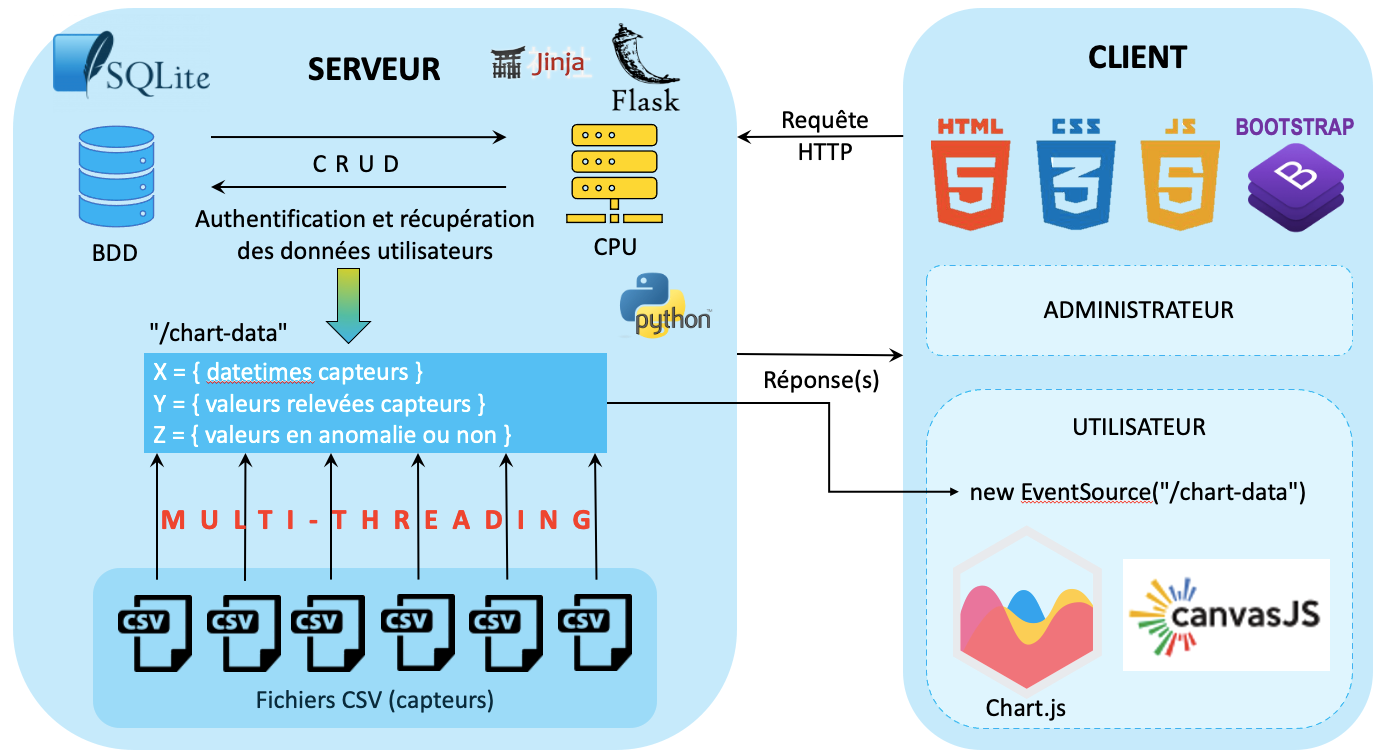 SQLite
SERVEUR
Jinja
Flask
C R U D
Authentification et récupération
des données utilisateurs
BDD
CPU
python™
"/chart-data"
X = { datetimes capteurs }
Y = { valeurs relevées capteurs }
Z = { valeurs en anomalie ou non }
MULTI-THREADING
CSV
CSV
CSV
CSV
CSV
CSV
Fichiers CSV (capteurs)
Requête
HTTP
Réponse(s)
CLIENT
HTML
5
CSS
3
JS
5
BOOTSTRAP
B
ADMINISTRATEUR
UTILISATEUR
new EventSource("/chart-data")
Chart.js
canvasJS